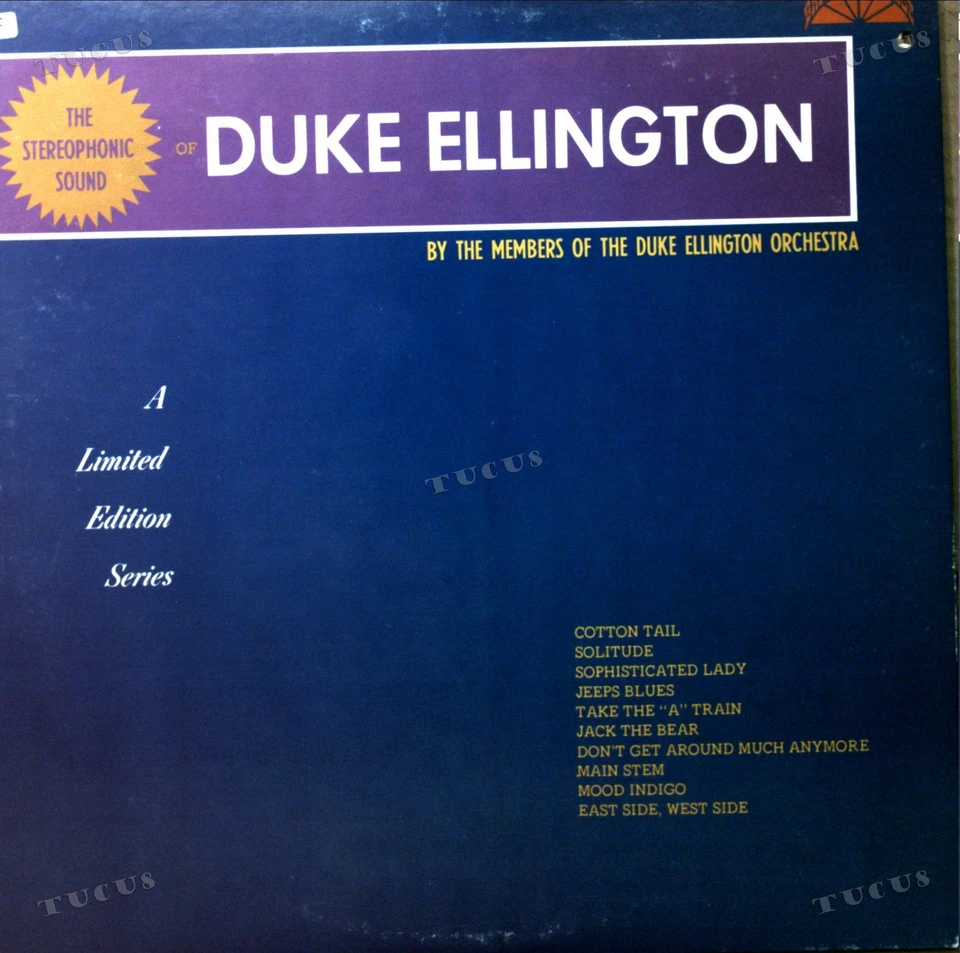 TUCUS
TUCUS
THE
STEREOPHONIC
SOUND
OF
DUKE ELLINGTON
BY THE MEMBERS OF THE DUKE ELLINGTON ORCHESTRA
A
Limited
Edition
Series
TUCUS
COTTON TAIL
SOLITUDE
SOPHISTICATED LADY
JEEPS BLUES
TAKE THE "A" TRAIN
JACK THE BEAR
DON'T GET AROUND MUCH ANYMORE
MAIN STEM
MOOD INDIGO
EAST SIDE, WEST SIDE
TUCUS
TUCUS